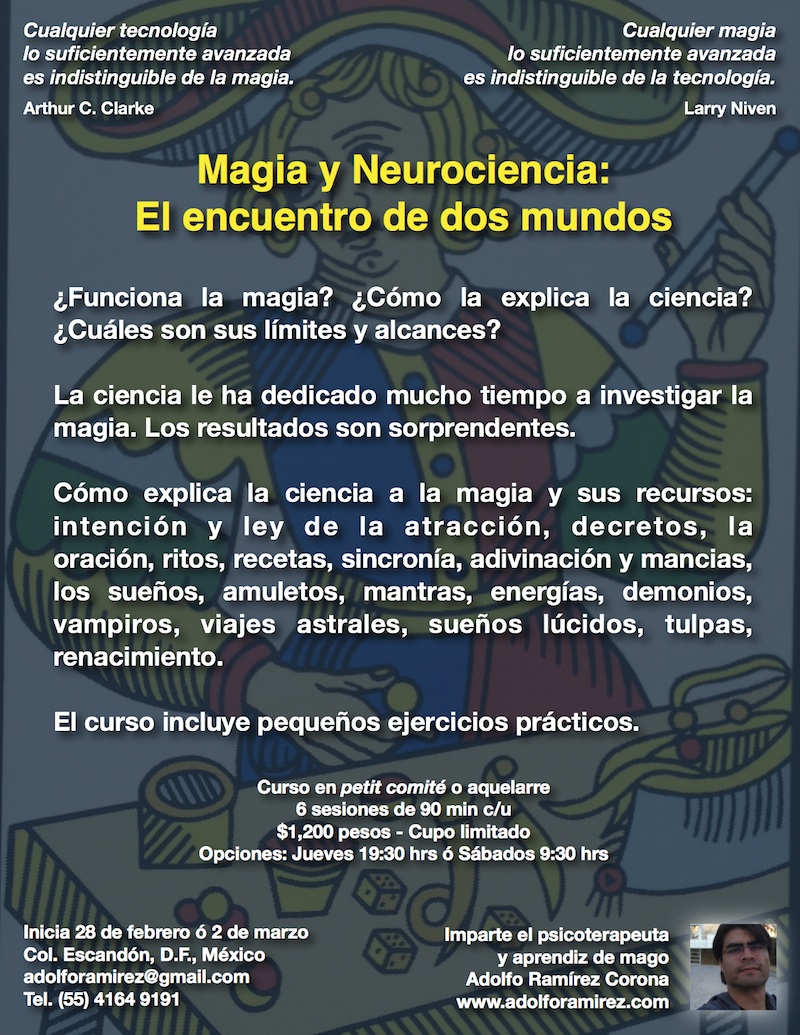 Cualquier tecnología
lo suficientemente avanzada
es indistinguible de la magia.
Arthur C. Clarke
Cualquier magia
lo suficientemente avanzada
es indistinguible de la tecnología.
Larry Niven
Magia y Neurociencia:
El encuentro de dos mundos
¿Funciona la magia? ¿Cómo la explica la ciencia?
¿Cuáles son sus límites y alcances?
La ciencia le ha dedicado mucho tiempo a investigar la
magia. Los resultados son sorprendentes.
Cómo explica la ciencia a la magia y sus recursos:
intención y ley de la atracción, decretos, la
oración, ritos, recetas, sincronía, adivinación y mancias,
los sueños, amuletos, mantras, energías, demonios,
vampiros, viajes astrales, sueños lúcidos, tulpas,
renacimiento.
El curso incluye pequeños ejercicios prácticos.
Curso en petit comité o aquelarre
6 sesiones de 90 min c/u
$1,200 pesos - Cupo limitado
Opciones: Jueves 19:30 hrs ó Sábados 9:30 hrs
Inicia 28 de febrero ó 2 de marzo
Col. Escandón, D.F., México
adolforamirez@gmail.com
Tel. (55) 4164 9191
Imparte el psicoterapeuta
y aprendiz de mago
Adolfo Ramírez Corona
www.adolforamirez.com